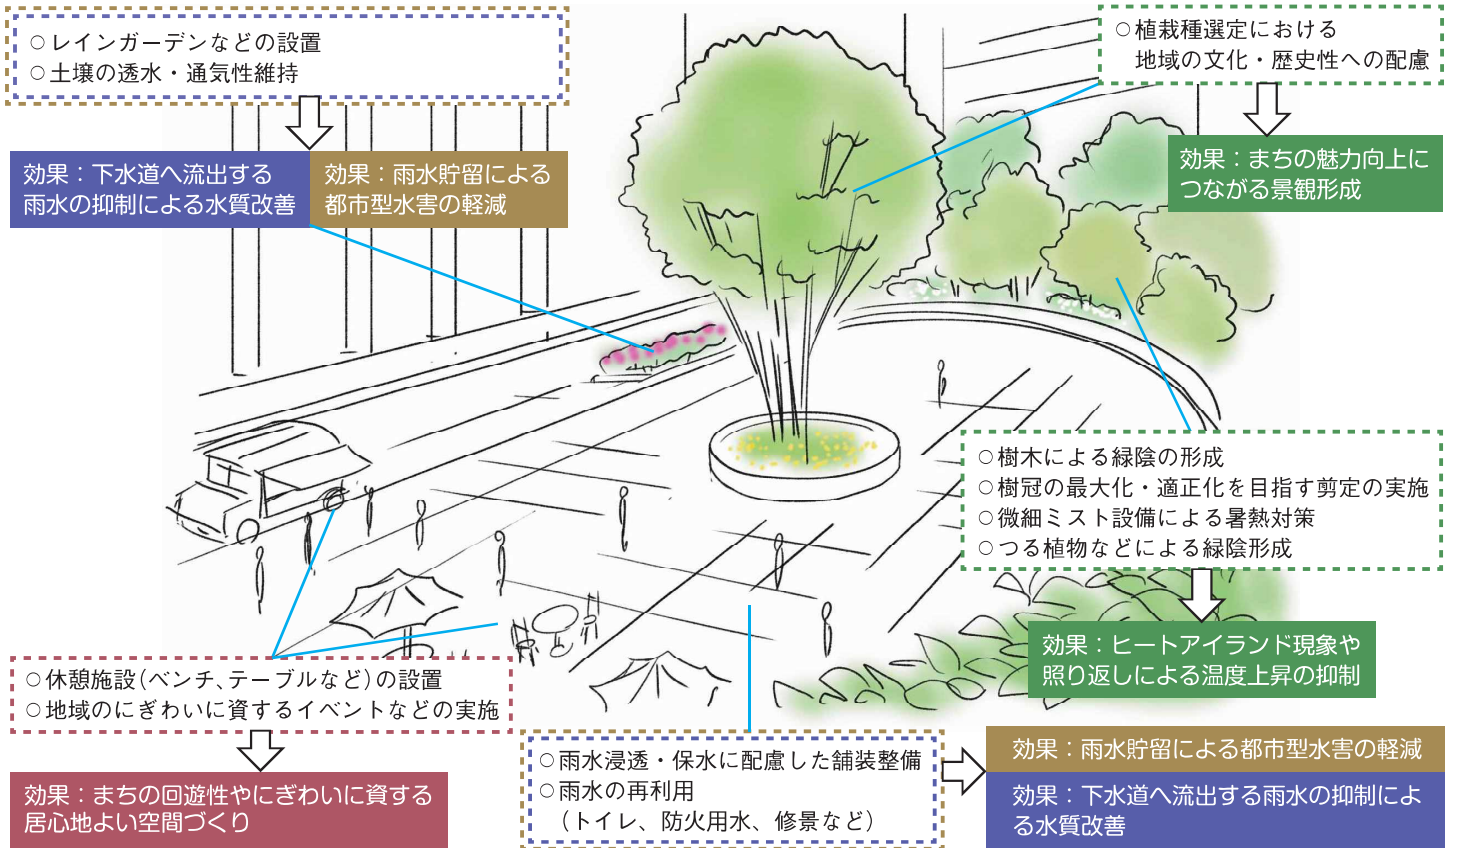 ○レインガーデンなどの設置
○土壌の透水・通気性維持
効果：下水道へ流出する
雨水の抑制による水質改善
効果：雨水貯留による
都市型水害の軽減
○植栽種選定における
地域の文化・歴史性への配慮
効果：まちの魅力向上に
つながる景観形成
○樹木による緑陰の形成
○樹冠の最大化・適正化を目指す剪定の実施
○微細ミスト設備による暑熱対策
○つる植物などによる緑陰形成
効果：ヒートアイランド現象や
照り返しによる温度上昇の抑制
○休憩施設（ベンチ、テーブルなど）の設置
○地域のにぎわいに資するイベントなどの実施
効果：まちの回遊性やにぎわいに資する
居心地よい空間づくり
○雨水浸透・保水に配慮した舗装整備
○雨水の再利用
（トイレ、防火用水、修景など）
効果：雨水貯留による都市型水害の軽減
効果：下水道へ流出する雨水の抑制によ
る水質改善